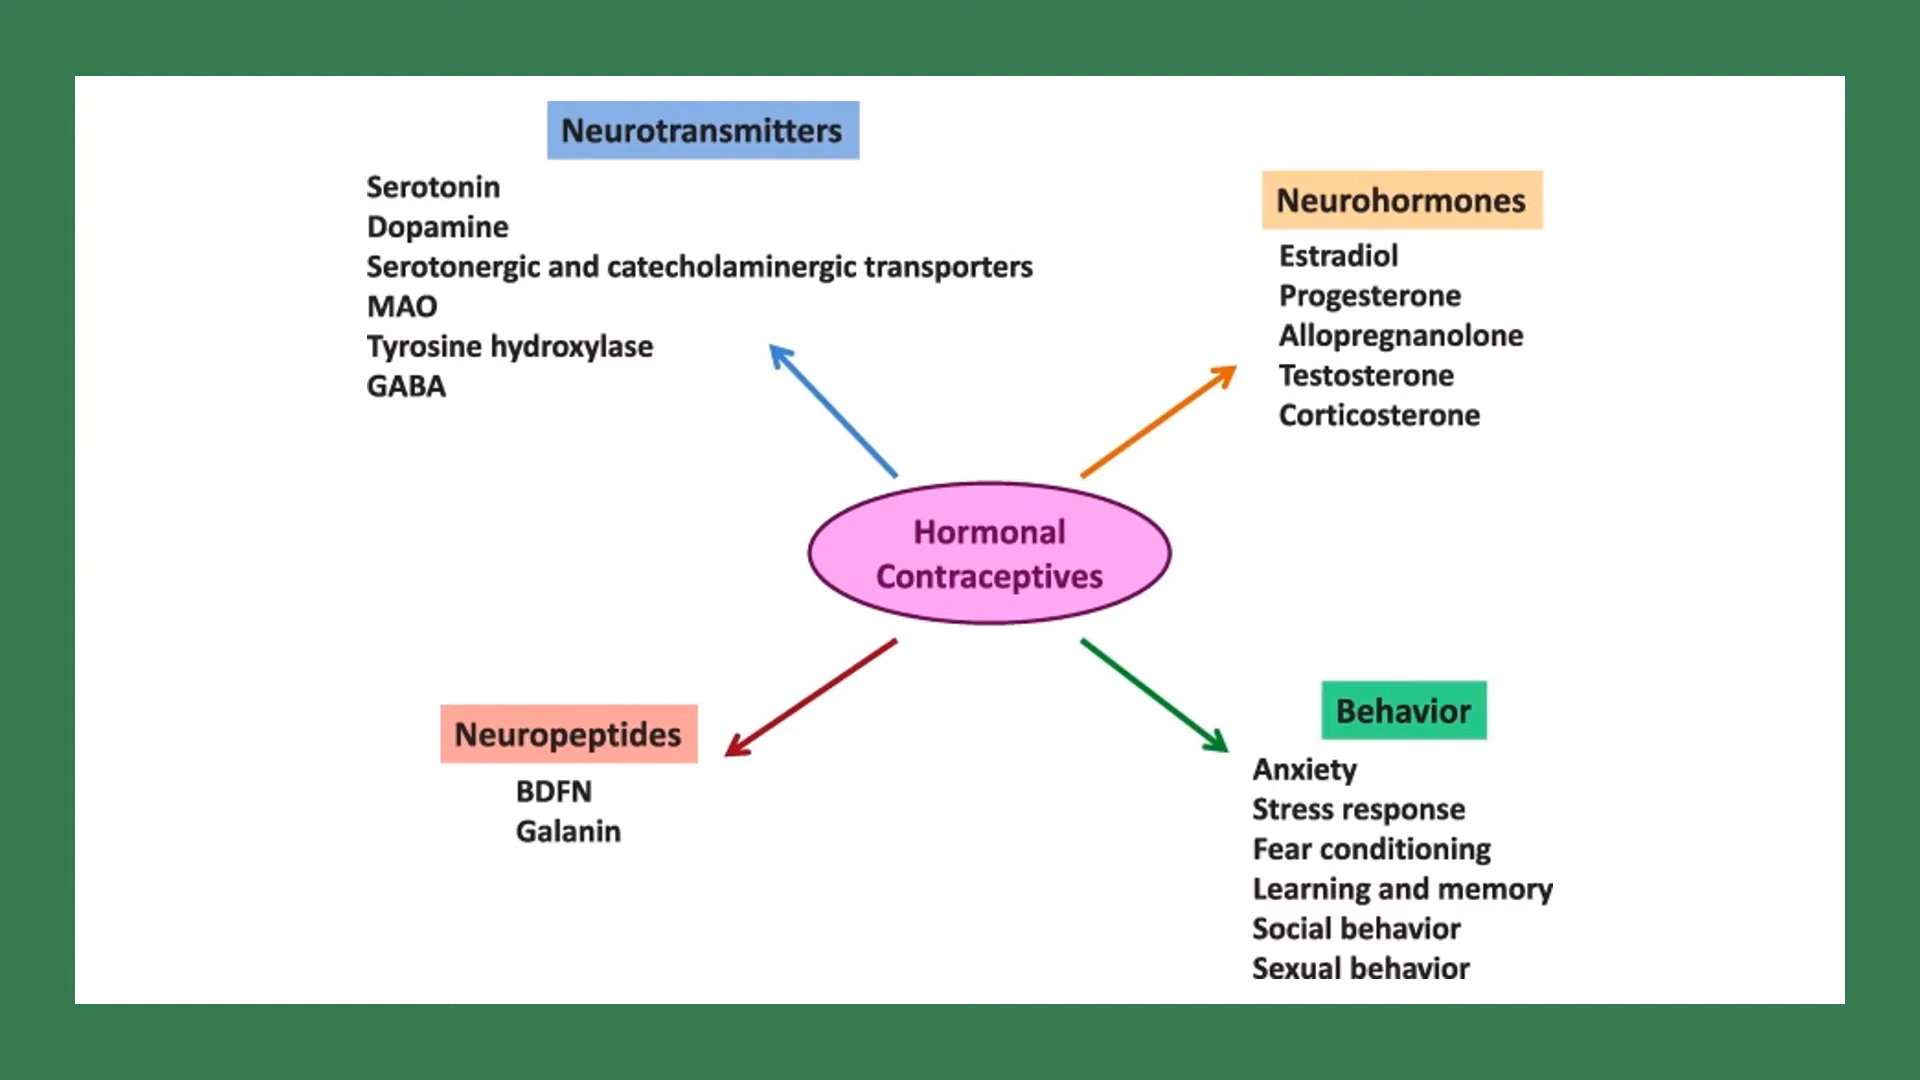 Neurotransmitters
Serotonin
Dopamine
Serotonergic and catecholaminergic transporters
MAO
Tyrosine hydroxylase
GABA
Neurohormones
Estradiol
Progesterone
Allopregnanolone
Testosterone
Corticosterone
Hormonal
Contraceptives
Neuropeptides
BDFN
Galanin
Behavior
Anxiety
Stress response
Fear conditioning
Learning and memory
Social behavior
Sexual behavior